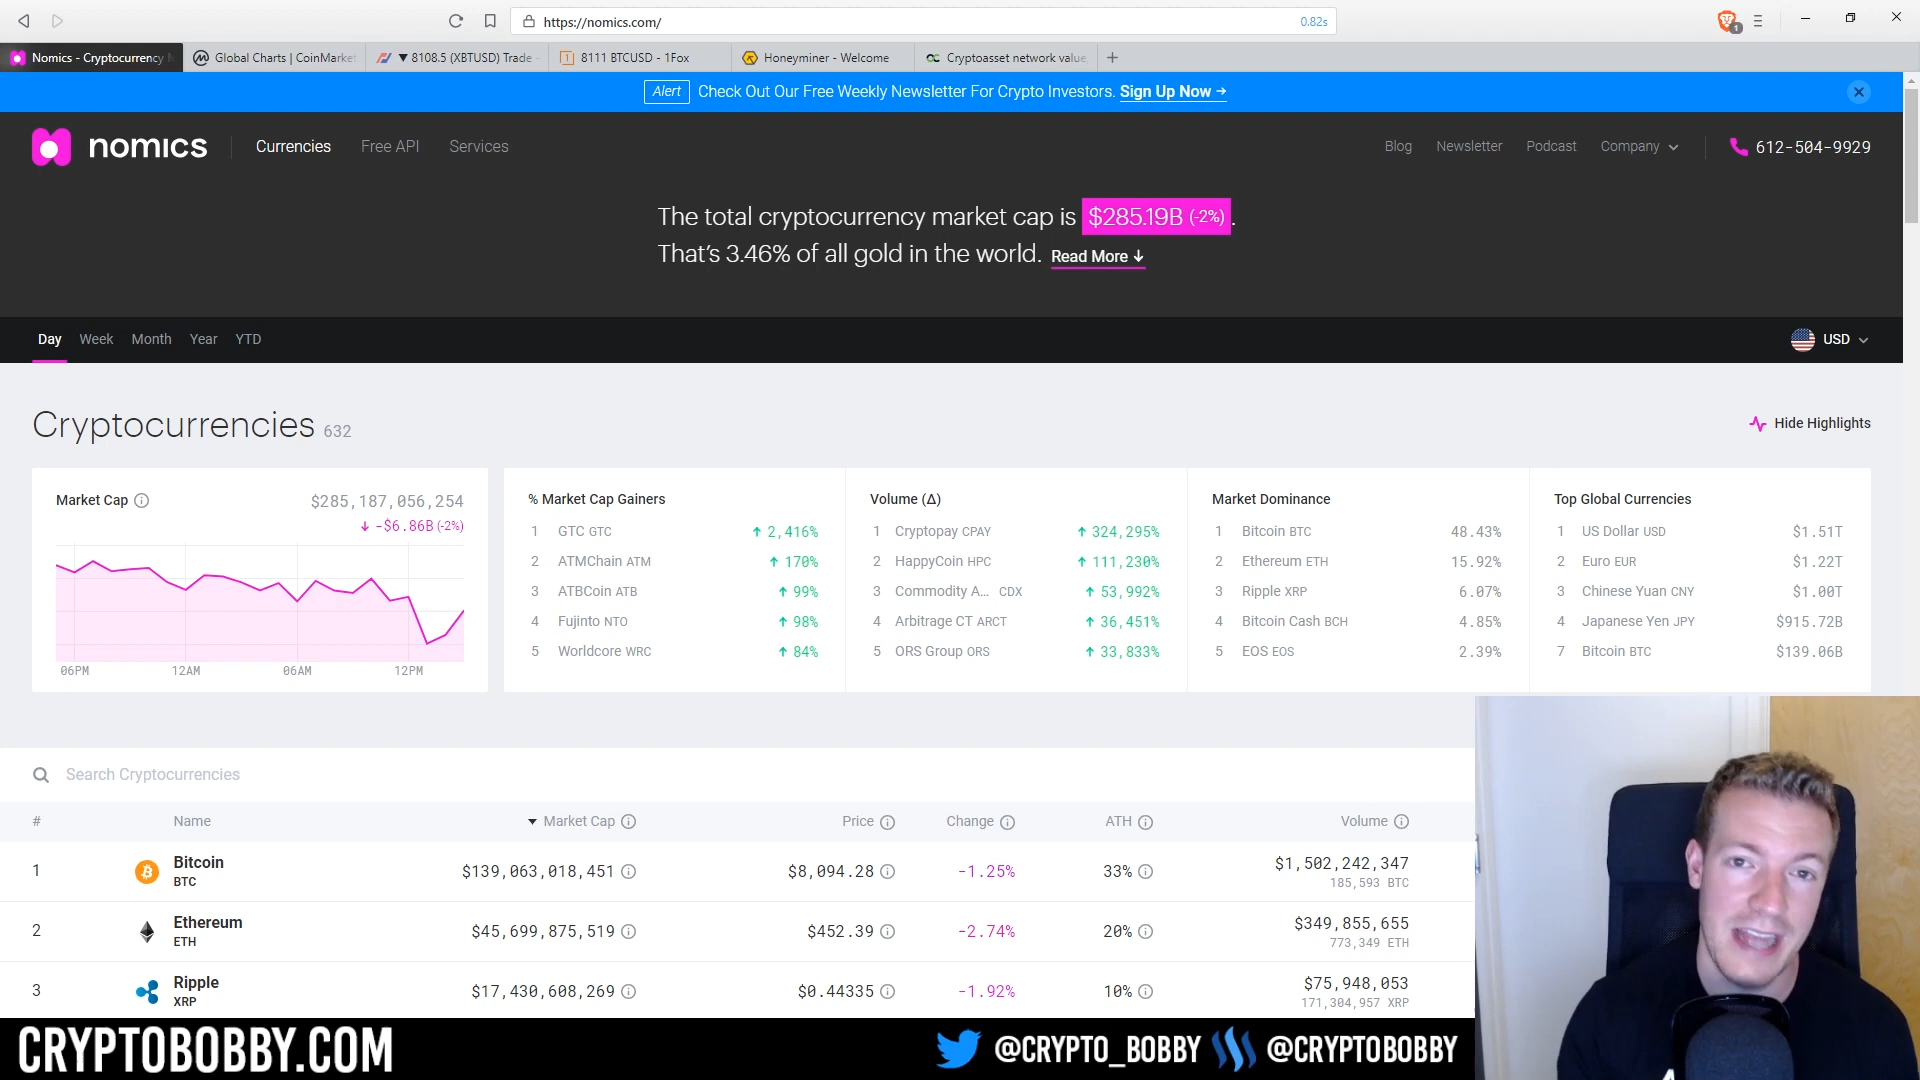 https://nomics.com/
0.82s
1
Nomics - Cryptocurrency M
Global Charts | CoinMarket
▼ 8108.5 (XBTUSD) Trade -
8111 BTCUSD - 1Fox
Honeyminer - Welcome
Cryptoasset network value,
Alert Check Out Our Free Weekly Newsletter For Crypto Investors. Sign Up Now →
nomics Currencies Free API Services Blog Newsletter Podcast Company 612-504-9929
The total cryptocurrency market cap is $285.19B (-2%).
That's 3.46% of all gold in the world. Read More ↓
Day Week Month Year YTD USD
Cryptocurrencies 632
Hide Highlights
Market Cap $285,187,056,254
↓ -$6.86B (-2%)
06PM 12AM 06AM 12PM
% Market Cap Gainers
1 GTC GTC ↑ 2,416%
2 ATMChain ATM ↑ 170%
3 ATBCoin ATB ↑ 99%
4 Fujinto NTO ↑ 98%
5 Worldcore WRC ↑ 84%
Volume (Δ)
1 Cryptopay CPAY ↑ 324,295%
2 HappyCoin HPC ↑ 111,230%
3 Commodity A... CDX ↑ 53,992%
4 Arbitrage CT ARCT ↑ 36,451%
5 ORS Group ORS ↑ 33,833%
Market Dominance
1 Bitcoin BTC 48.43%
2 Ethereum ETH 15.92%
3 Ripple XRP 6.07%
4 Bitcoin Cash BCH 4.85%
5 EOS EOS 2.39%
Top Global Currencies
1 US Dollar USD $1.51T
2 Euro EUR $1.22T
3 Chinese Yuan CNY $1.00T
4 Japanese Yen JPY $915.72B
7 Bitcoin BTC $139.06B
Search Cryptocurrencies
# Name Market Cap Price Change ATH Volume
1 Bitcoin $139,063,018,451 $8,094.28 -1.25% 33% $1,502,242,347
BTC 185,593 BTC
2 Ethereum $45,699,875,519 $452.39 -2.74% 20% $349,855,655
ETH 773,349 ETH
3 Ripple $17,430,608,269 $0.44335 -1.92% 10% $75,948,053
XRP 171,304,957 XRP
CRYPTOBOBBY.COM @CRYPTO_BOBBY @CRYPTOBOBBY